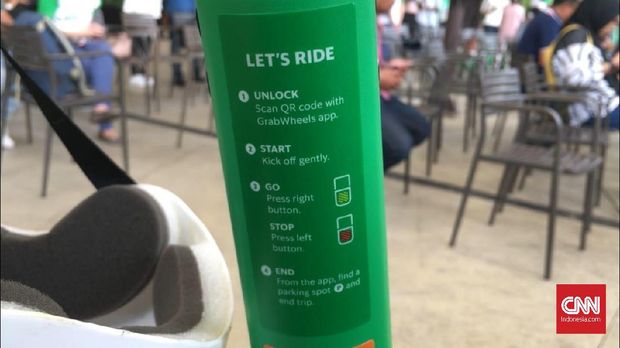 LET'S RIDE
1 UNLOCK
Scan QR code with
GrabWheels app.
2 START
Kick off gently.
3 GO
Press right
button.
STOP
Press left
button.
4 END
From the app, find a
parking spot P and
end trip.
CNN
Indonesia.com